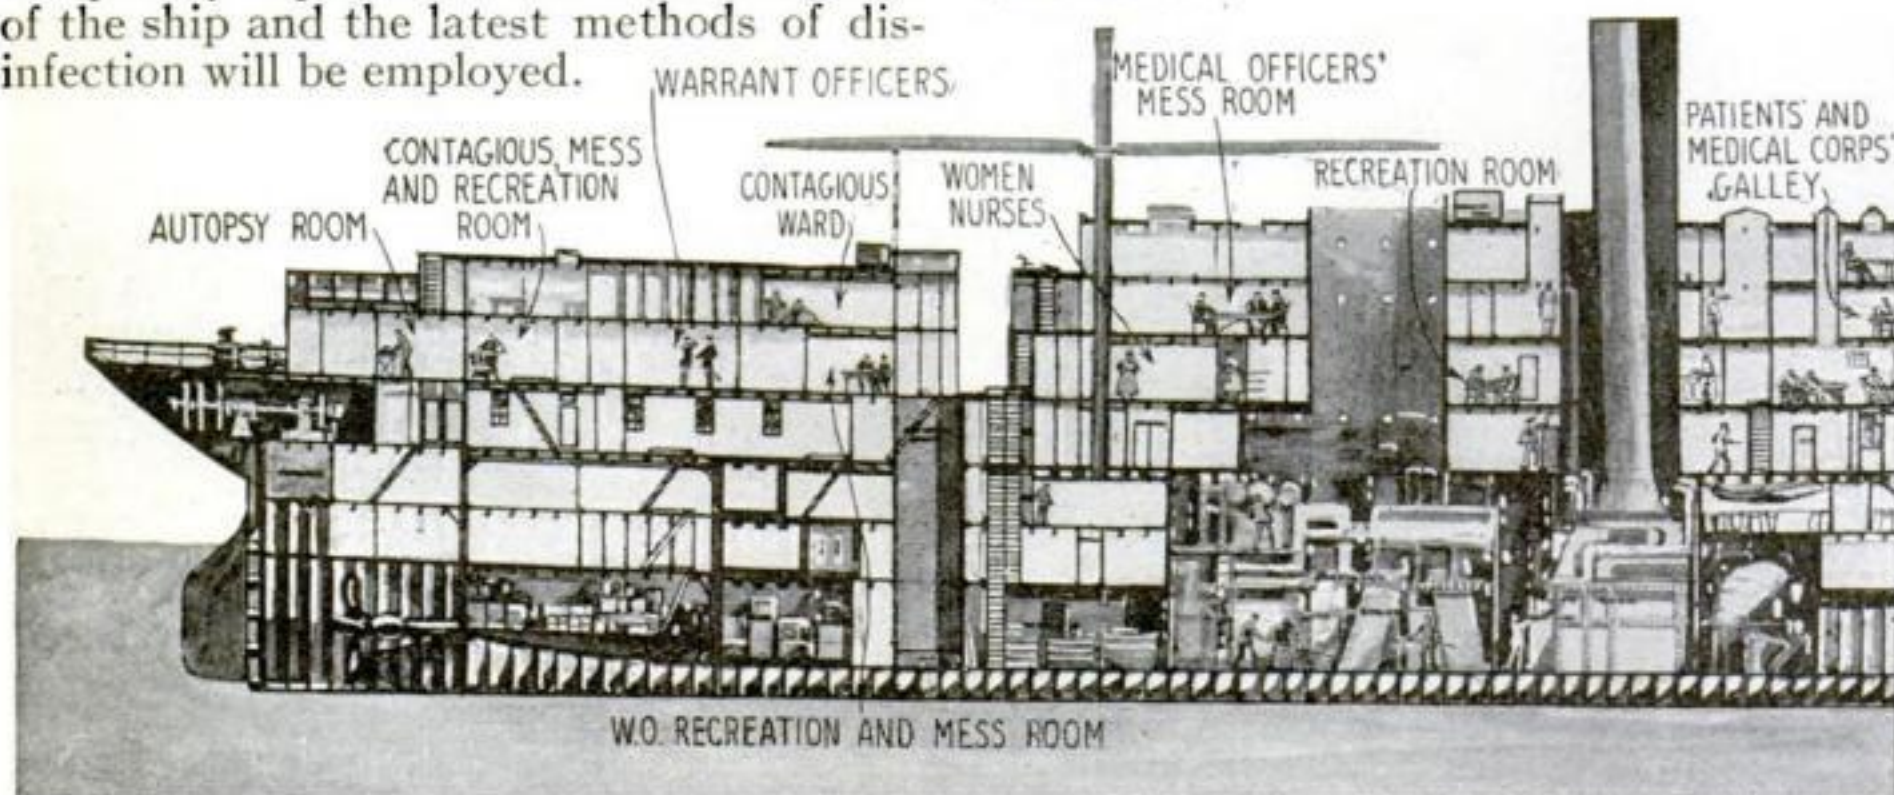 of the ship and the latest methods of dis-
infection will be employed.
WARRANT OFFICERS
MEDICAL OFFICERS'
MESS ROOM
PATIENTS' AND
MEDICAL CORPS'
GALLEY
CONTAGIOUS MESS
AND RECREATION
ROOM
CONTAGIOUS
WARD
WOMEN
NURSES
RECREATION ROOM
AUTOPSY ROOM
W.O. RECREATION AND MESS ROOM